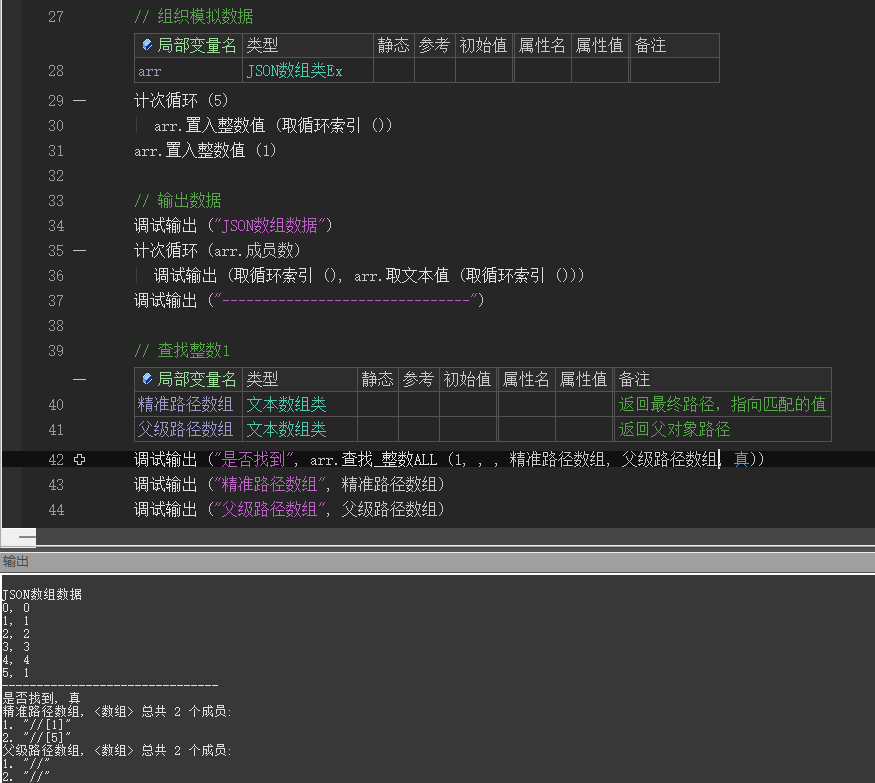 27 // 组织模拟数据
局部变量名 类型 静态 参考 初始值 属性名 属性值 备注
28 arr JSON数组类Ex
29 计次循环 (5)
30 arr.置入整数值 (取循环索引 ())
31 arr.置入整数值 (1)
32
33 // 输出数据
34 调试输出 ("JSON数组数据")
35 计次循环 (arr.成员数)
36 调试输出 (取循环索引 (), arr.取文本值 (取循环索引 ()))
37 调试输出 ("-------------------------------")
38
39 // 查找整数1
局部变量名 类型 静态 参考 初始值 属性名 属性值 备注
40 精准路径数组 文本数组类 返回最终路径，指向匹配的值
41 父级路径数组 文本数组类 返回父对象路径
42 调试输出 ("是否找到", arr.查找_整数ALL (1, , , 精准路径数组, 父级路径数组, 真))
43 调试输出 ("精准路径数组", 精准路径数组)
44 调试输出 ("父级路径数组", 父级路径数组)
输出
JSON数组数据
0, 0
1, 1
2, 2
3, 3
4, 4
5, 1
-------------------------------
是否找到, 真
精准路径数组, <数组> 总共 2 个成员:
1. "//[1]"
2. "//[5]"
父级路径数组, <数组> 总共 2 个成员:
1. "//"
2. "//"